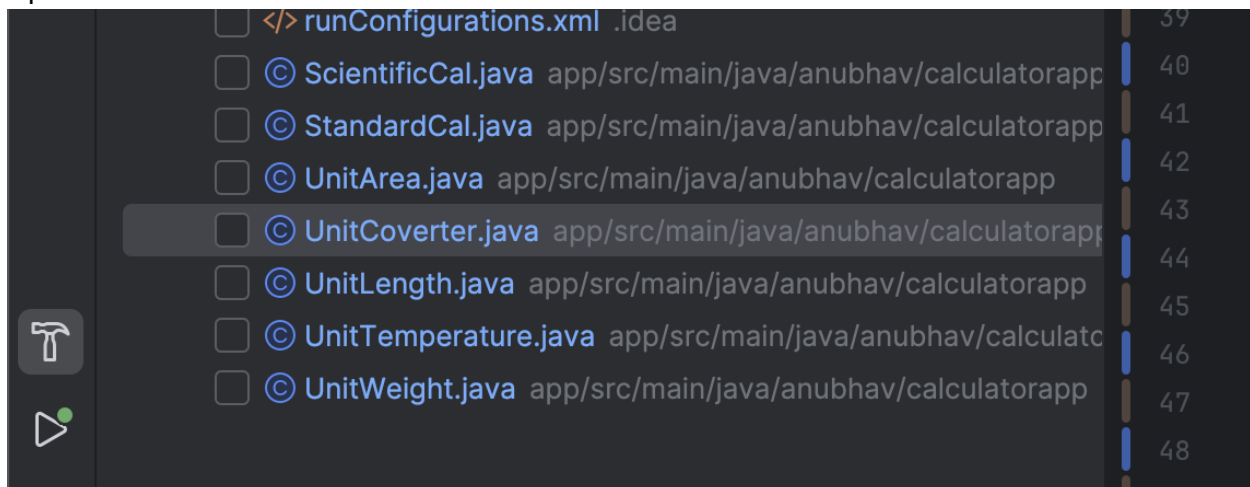 runConfigurations.xml .idea
ScientificCal.java app/src/main/java/anubhav/calculatorapp
StandardCal.java app/src/main/java/anubhav/calculatorapp
UnitArea.java app/src/main/java/anubhav/calculatorapp
UnitCoverter.java app/src/main/java/anubhav/calculatorapp
UnitLength.java app/src/main/java/anubhav/calculatorapp
UnitTemperature.java app/src/main/java/anubhav/calculatc
UnitWeight.java app/src/main/java/anubhav/calculatorapp
39
40
41
42
43
44
45
46
47
48